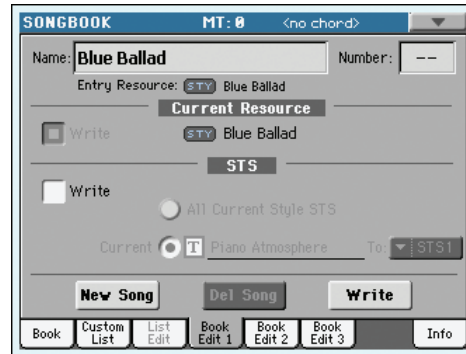 SONGBOOK MT: 0 <no chord>
Name: Blue Ballad Number: --
Entry Resource: STY Blue Ballad
Current Resource
Write STY Blue Ballad
STS
Write
All Current Style STS
Current T Piano Atmosphere To: STS1
New Song Del Song Write
Book Custom List List Edit Book Edit 1 Book Edit 2 Book Edit 3 Info